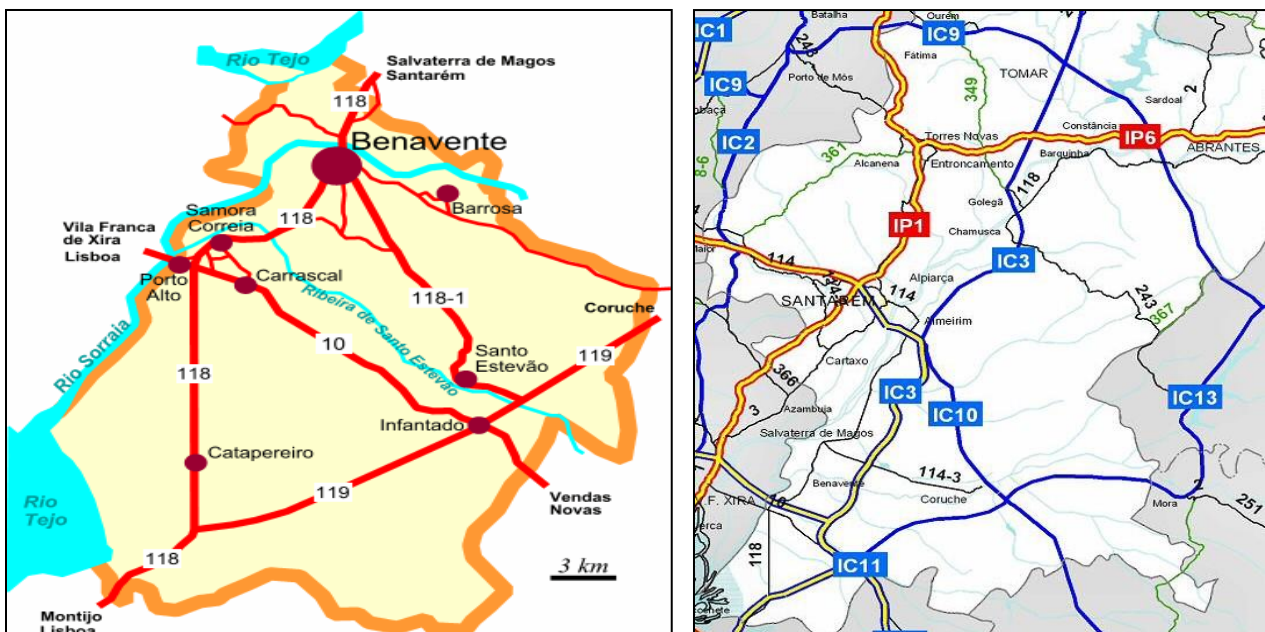 Rio Tejo
Salvaterra de Magos
Santarém
118
Benavente
Barrosa
Samora
Correia
118
Vila Franca
de Xira
Lisboa
Porto
Alto
Carrascal
118-1
Coruche
Ribeira de Santo Estevão
10
119
Rio Sorraia
118
Santo
Estevão
Infantado
Catapereiro
119
Vendas
Novas
Rio
Tejo
118
3 km
Montijo
Lisboa
Batalha
Ourém
IC1
IC9
243
Fátima
Porto de Mós
TOMAR
IC9
349
2
Sardoal
Constância
IC2
361
Torres Novas
IP6
8-6
Alcanena
Entroncamento
Barquinha
ABRANTES
118
Golegã
IP1
Chamusca
IC3
114
Alpiarça
SANTARÉM
114
243
367
Almeirim
Cartaxo
366
IC3
IC13
3
Azambuja
IC10
Salvaterra de Magos
114-3
Benavente
Coruche
F. XIRA
10
Mora
2
251
118
IC11